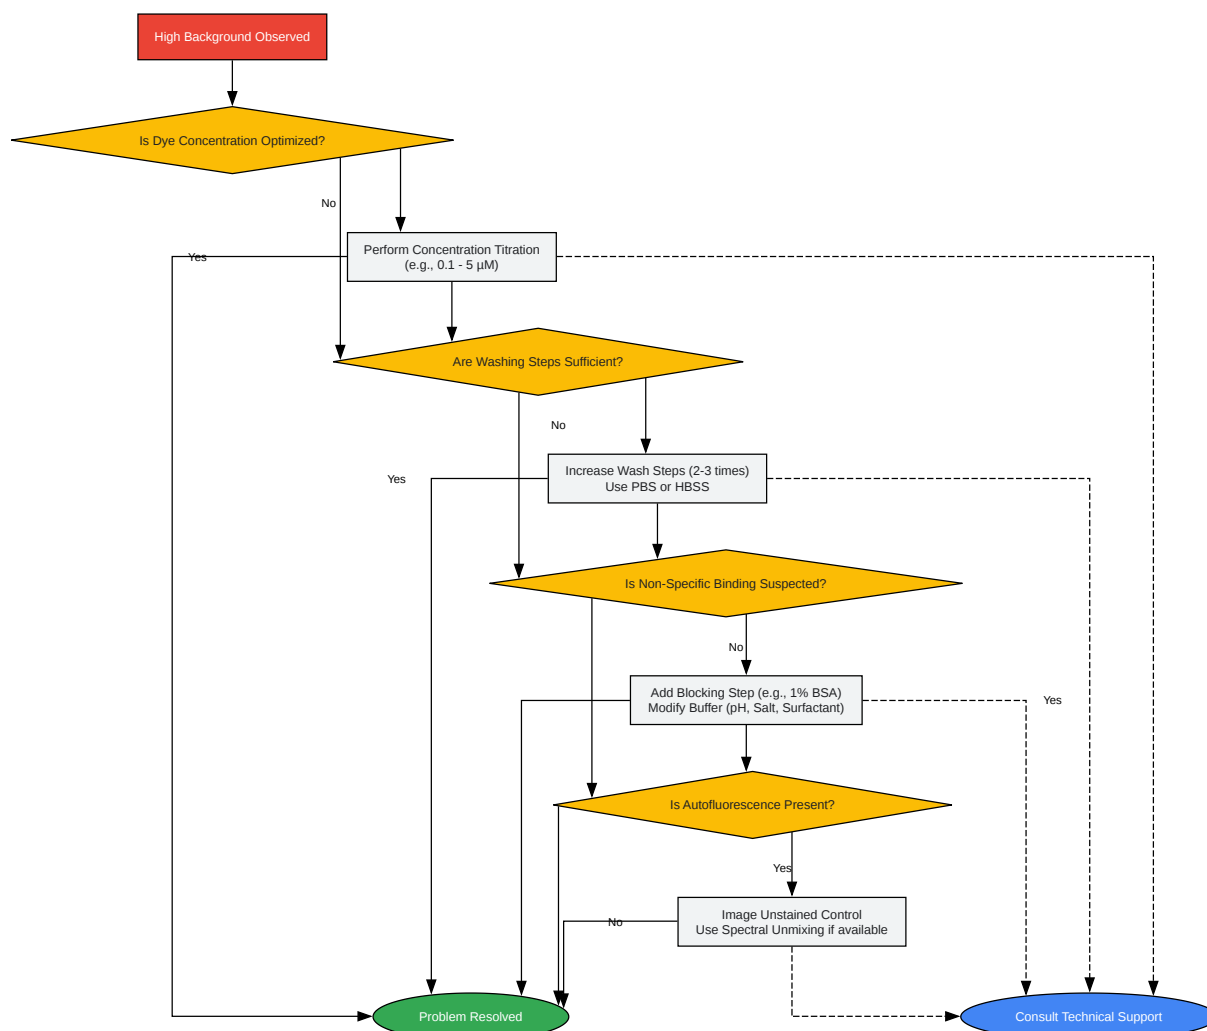 High Background Observed
Is Dye Concentration Optimized?
No
Perform Concentration Titration
(e.g., 0.1 - 5 µM)
Yes
Are Washing Steps Sufficient?
No
Increase Wash Steps (2-3 times)
Use PBS or HBSS
Yes
Is Non-Specific Binding Suspected?
No
Add Blocking Step (e.g., 1% BSA)
Modify Buffer (pH, Salt, Surfactant)
Yes
Is Autofluorescence Present?
Yes
Image Unstained Control
Use Spectral Unmixing if available
No
Problem Resolved
Consult Technical Support